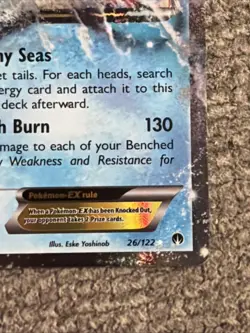 ny Seas
et tails. For each heads, search
ergy card and attach it to this
deck afterward.
h Burn 130
amage to each of your Benched
y Weakness and Resistance for
Pokémon-EX rule
When a Pokémon-EX has been Knocked Out,
your opponent takes 2 Prize cards.
Illus. Eske Yoshinob 26/122